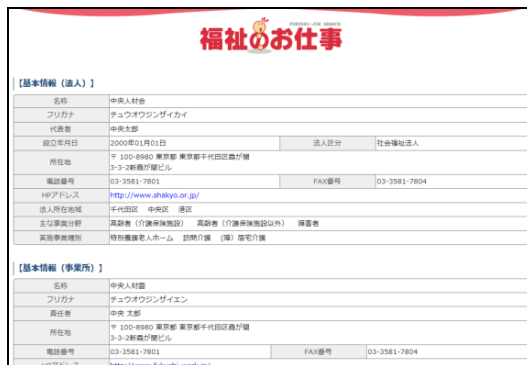 FUKUSHI-JOB SEARCH
福祉のお仕事
【基本情報（法人）】
名称 中央人材会
フリガナ チュウオウジンザイカイ
代表者 中央太郎
設立年月日 2000年01月01日 法人区分 社会福祉法人
所在地 〒 100-8980 東京都 東京都千代田区霞が関
3-3-2新霞が関ビル
電話番号 03-3581-7801 FAX番号 03-3581-7804
HPアドレス http://www.shakyo.or.jp/
法人所在地域 千代田区 中央区 港区
主な事業分野 高齢者（介護保険施設） 高齢者（介護保険施設以外） 障害者
実施事業種別 特別養護老人ホーム 訪問介護 （障）居宅介護
【基本情報（事業所）】
名称 中央人材園
フリガナ チュウオウジンザイエン
責任者 中央 太郎
所在地 〒 100-8980 東京都 東京都千代田区霞が関
3-3-2新霞が関ビル
電話番号 03-3581-7801 FAX番号 03-3581-7804
HPアドレス http://www.fukushi-work.jp/